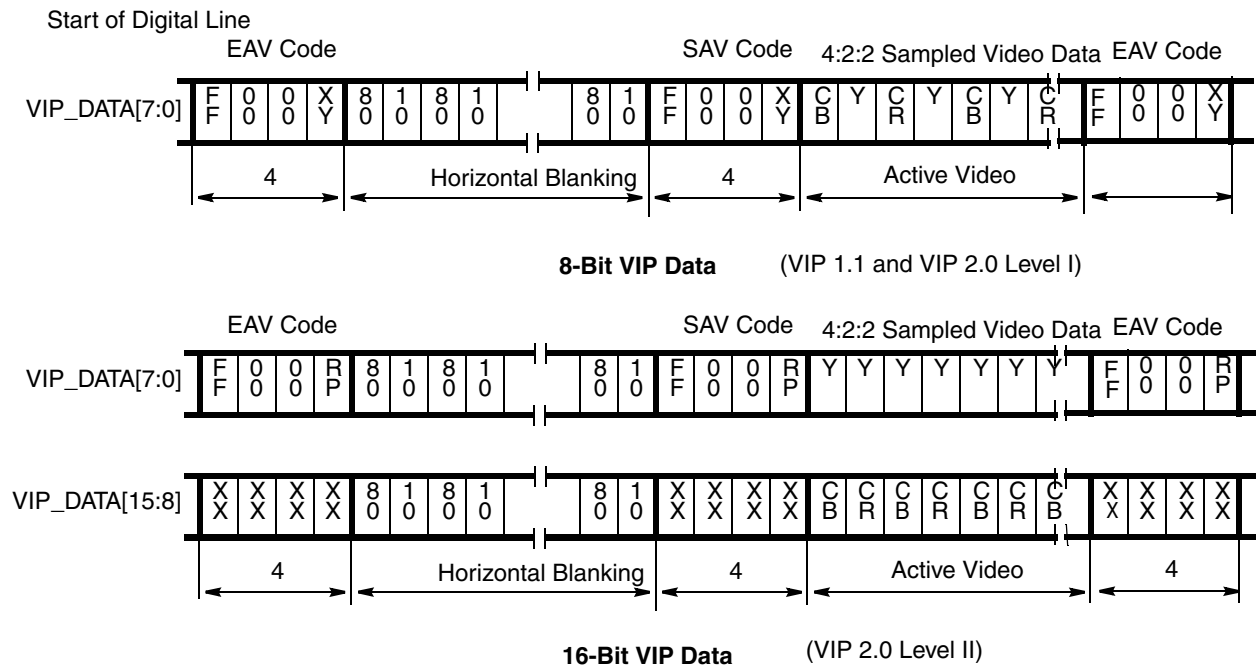 Start of Digital Line
EAV Code SAV Code 4:2:2 Sampled Video Data EAV Code
VIP_DATA[7:0] FF 00 00 XY 80 10 80 10 80 10 FF 00 00 XY CB Y CR Y CB Y CR FF 00 00 XY
4 Horizontal Blanking 4 Active Video
8-Bit VIP Data (VIP 1.1 and VIP 2.0 Level I)
EAV Code SAV Code 4:2:2 Sampled Video Data EAV Code
VIP_DATA[7:0] FF 00 00 RP 80 10 80 10 80 10 FF 00 00 RP Y Y Y Y Y Y Y FF 00 00 RP
VIP_DATA[15:8] XX XX XX XX 80 10 80 10 80 10 XX XX XX XX CB CR CB CR CB CR CB XX XX XX XX
4 Horizontal Blanking 4 Active Video 4
16-Bit VIP Data (VIP 2.0 Level II)